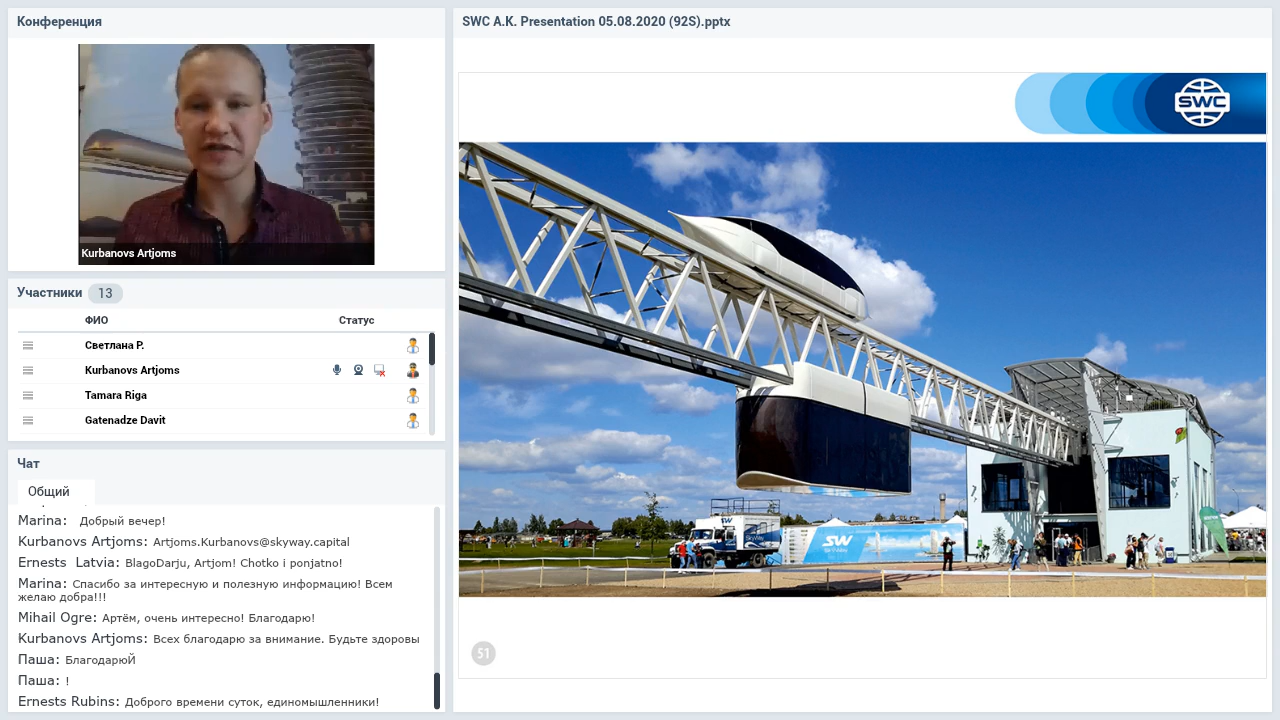 Конференция
Kurbanovs Artjoms
Участники 13
ФИО Статус
Светлана Р.
Kurbanovs Artjoms
Tamara Riga
Gatenadze Davit
Чат
Общий
Marina: Добрый вечер!
Kurbanovs Artjoms: Artjoms.Kurbanovs@skyway.capital
Ernests Latvia: BlagoDarju, Artjom! Chotko i ponjatno!
Marina: Спасибо за интересную и полезную информацию! Всем
желаю добра!!!
Mihail Ogre: Артём, очень интересно! Благодарю!
Kurbanovs Artjoms: Всех благодарю за внимание. Будьте здоровы
Паша: БлагодарюЙ
Паша: !
Ernests Rubins: Доброго времени суток, единомышленники!
SWC A.K. Presentation 05.08.2020 (92S).pptx
SWC
SW
SkyWay
SW
SkyWay
51